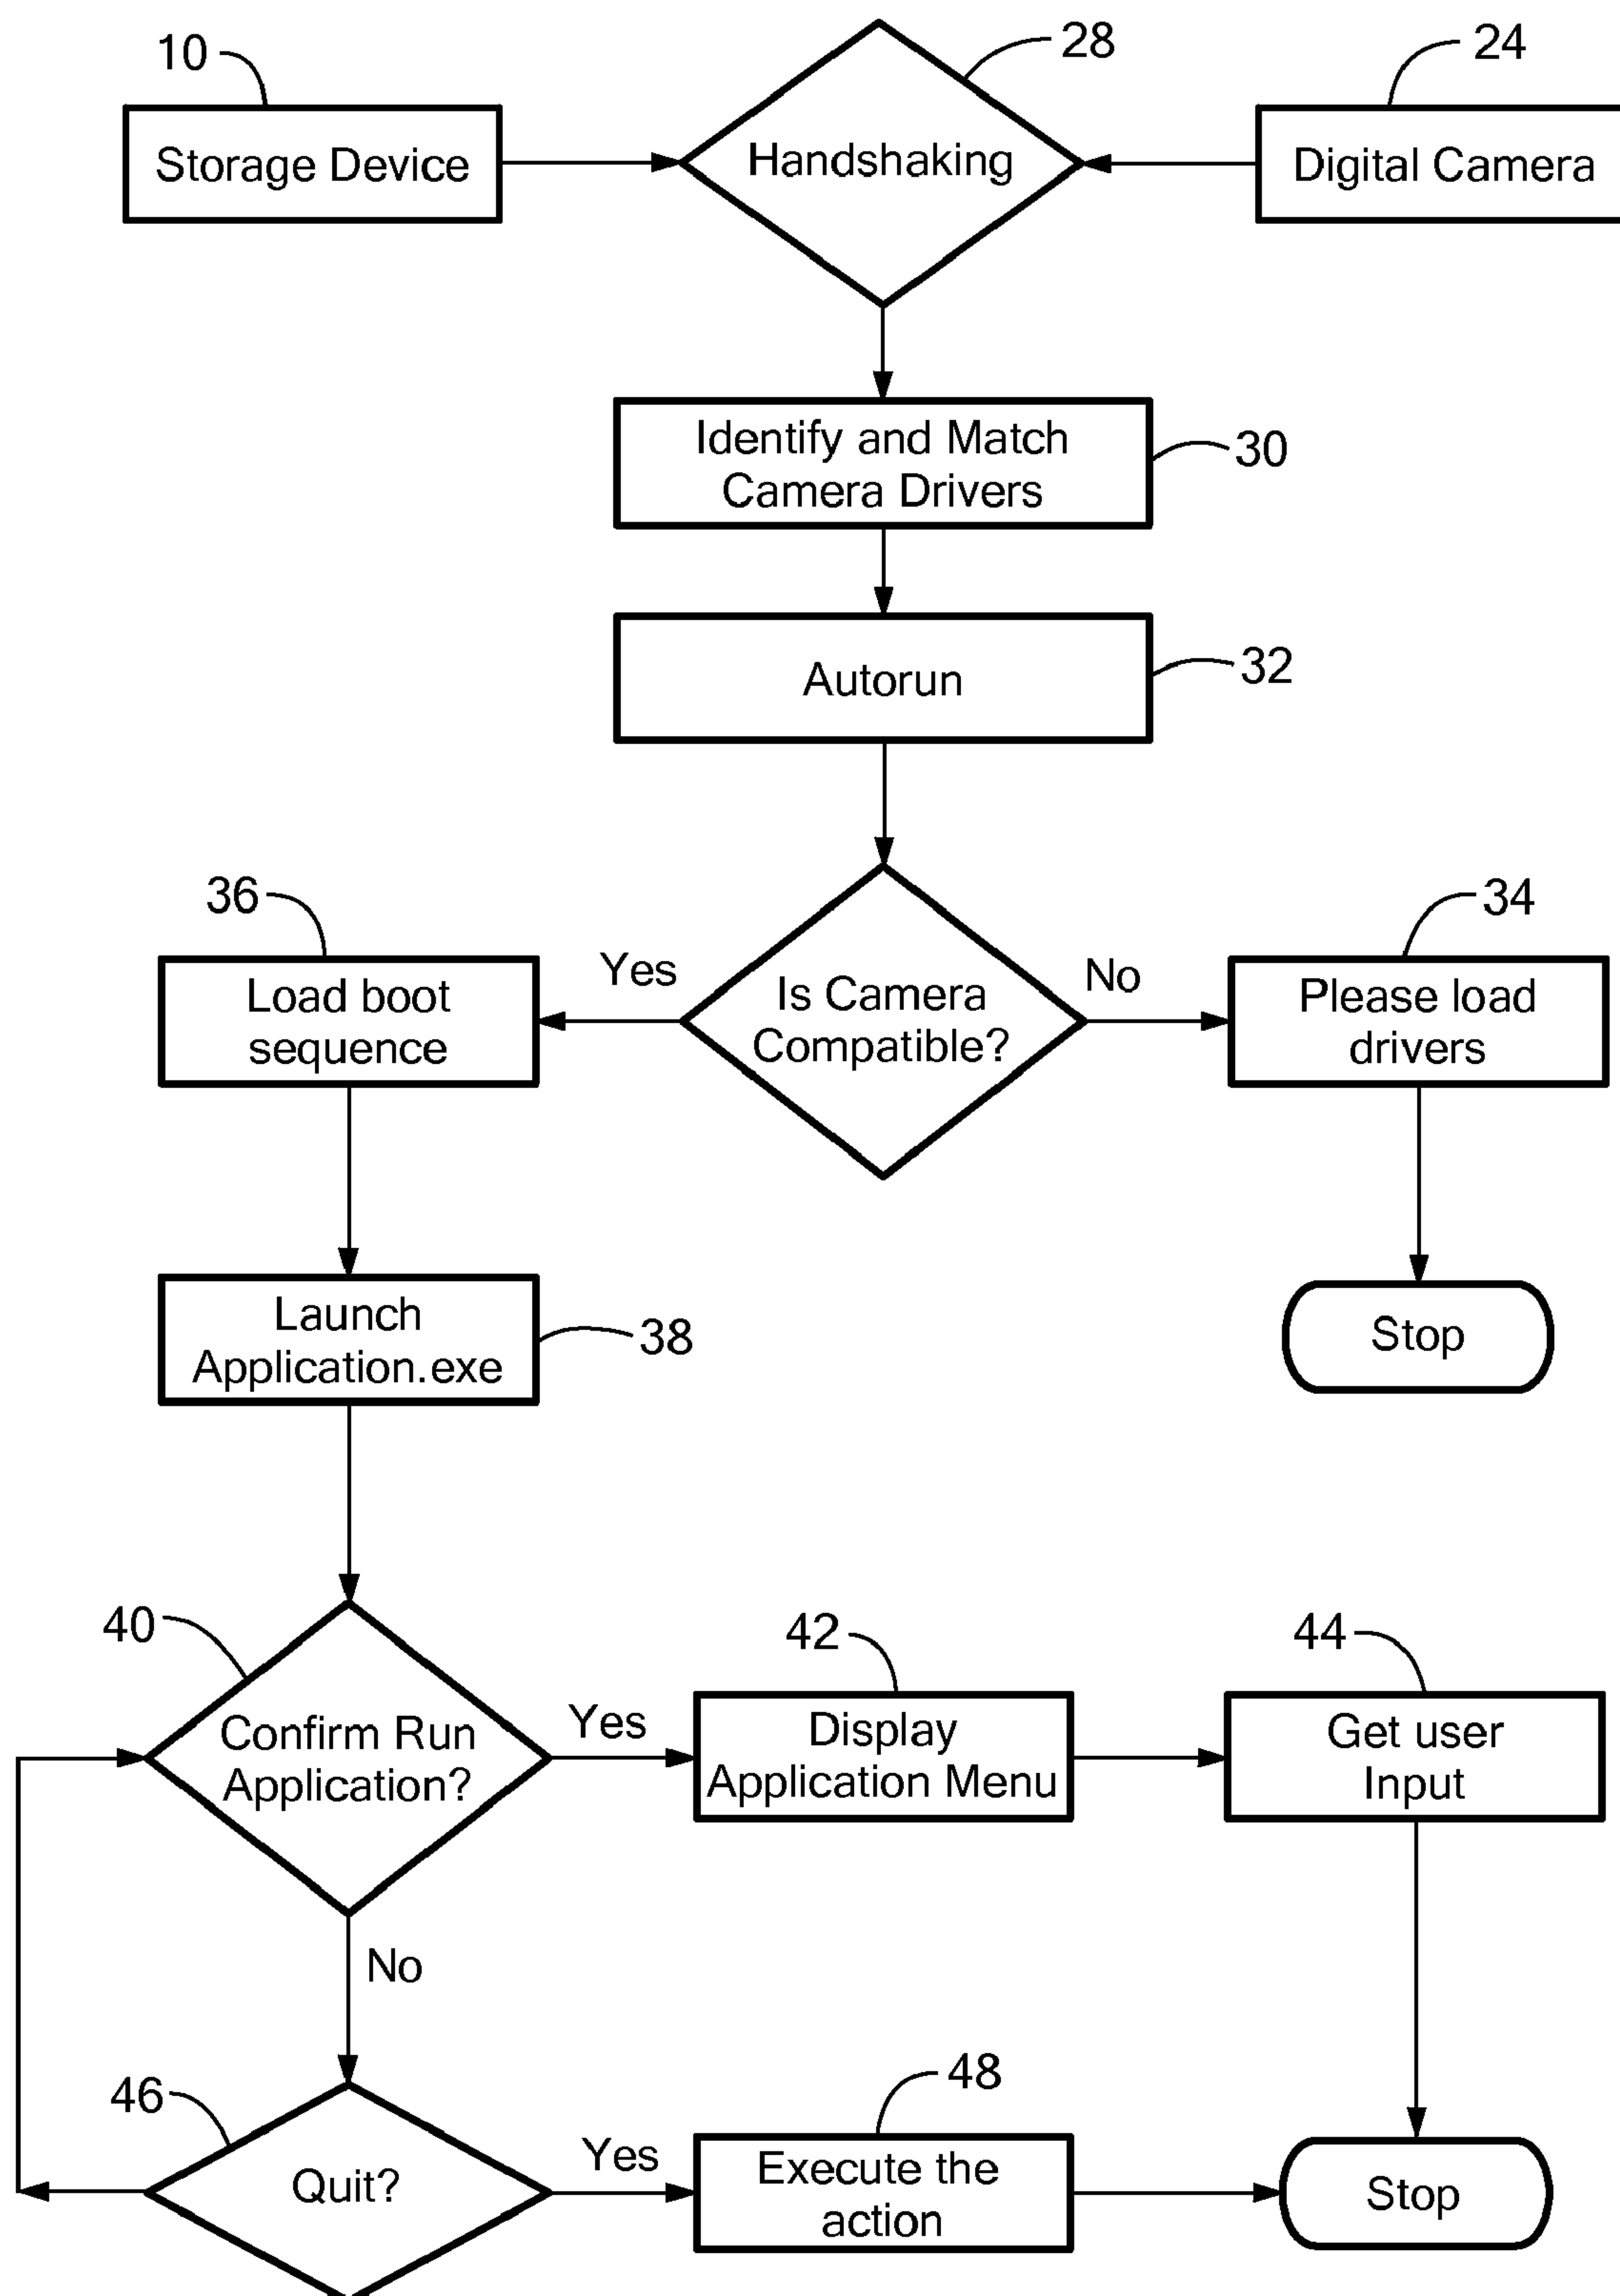 10
28
24
Storage Device
Handshaking
Digital Camera
Identify and Match
Camera Drivers
30
Autorun
32
36
34
Yes
No
Load boot
sequence
Is Camera
Compatible?
Please load
drivers
Launch
Application.exe
38
Stop
40
42
44
Confirm Run
Application?
Yes
Display
Application Menu
Get user
Input
No
46
48
Quit?
Yes
Execute the
action
Stop